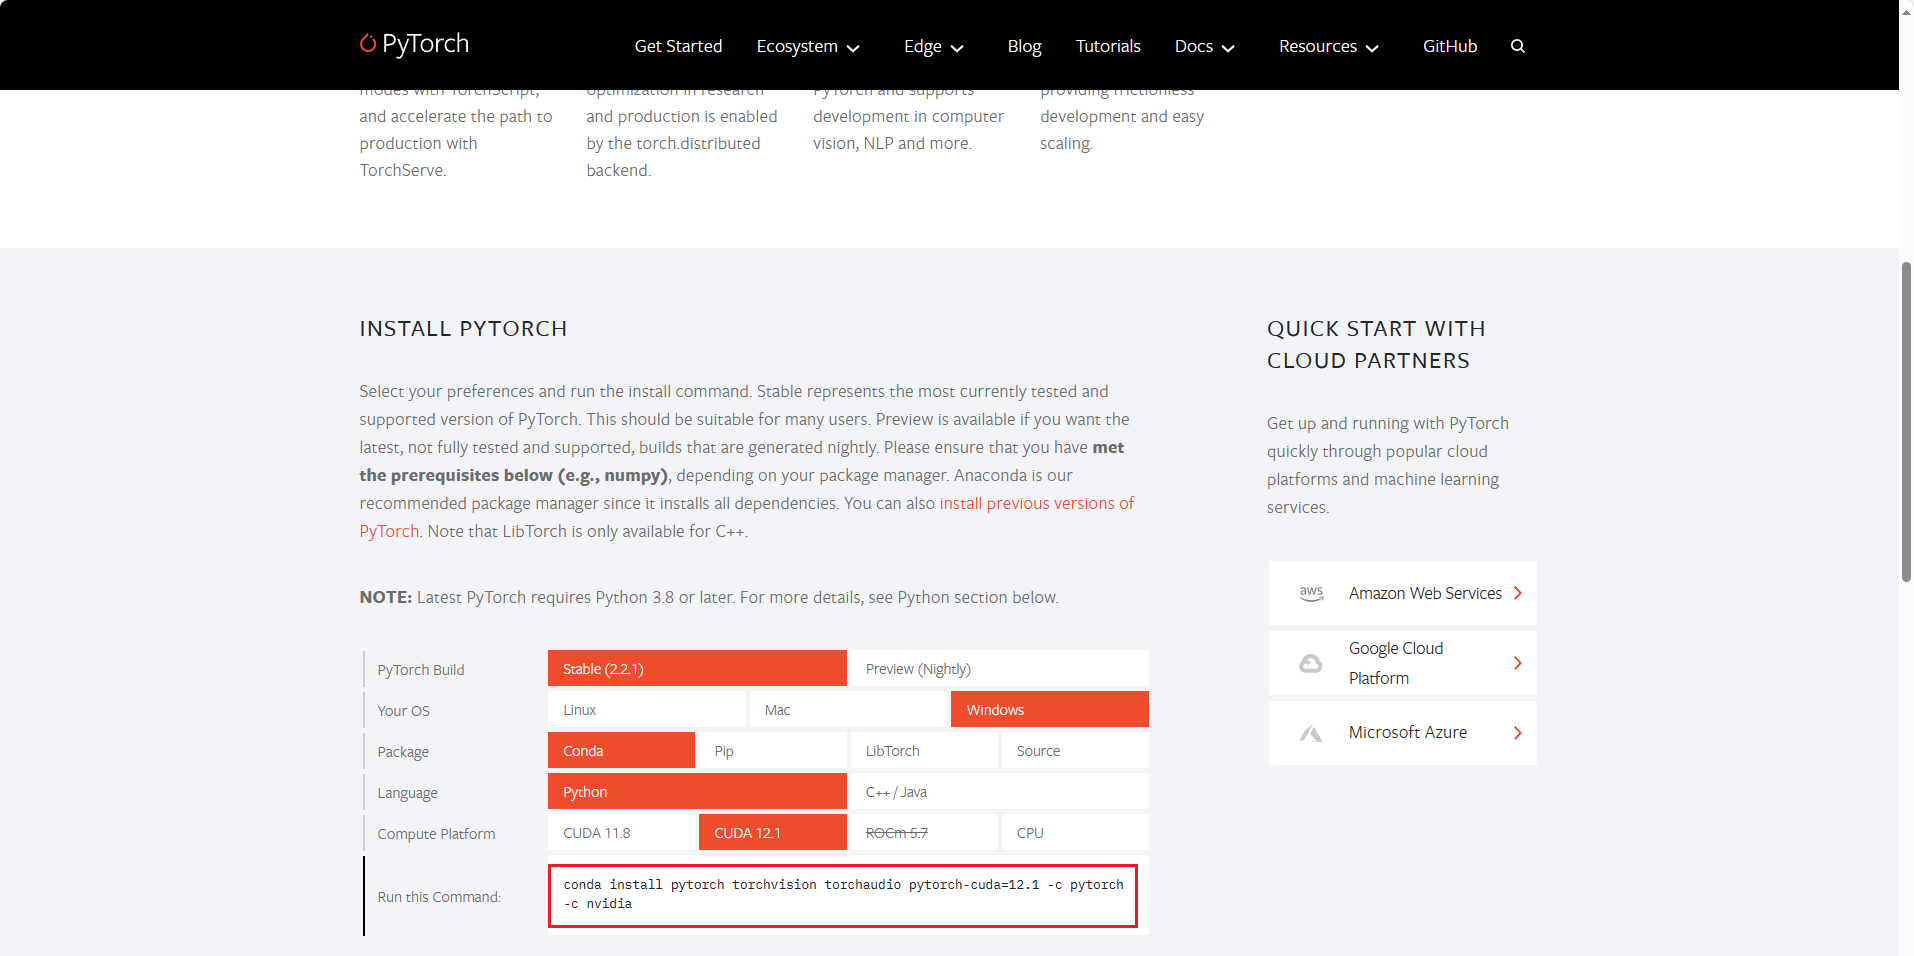 PyTorch
Get Started
Ecosystem
Edge
Blog
Tutorials
Docs
Resources
GitHub
modes with TorchScript,
and accelerate the path to
production with
TorchServe.
optimization in research
and production is enabled
by the torch.distributed
backend.
PyTorch and supports
development in computer
vision, NLP and more.
providing frictionless
development and easy
scaling.
INSTALL PYTORCH
Select your preferences and run the install command. Stable represents the most currently tested and
supported version of PyTorch. This should be suitable for many users. Preview is available if you want the
latest, not fully tested and supported, builds that are generated nightly. Please ensure that you have met
the prerequisites below (e.g., numpy), depending on your package manager. Anaconda is our
recommended package manager since it installs all dependencies. You can also install previous versions of
PyTorch. Note that LibTorch is only available for C++.
NOTE: Latest PyTorch requires Python 3.8 or later. For more details, see Python section below.
PyTorch Build
Stable (2.2.1)
Preview (Nightly)
Your OS
Linux
Mac
Windows
Package
Conda
Pip
LibTorch
Source
Language
Python
C++ / Java
Compute Platform
CUDA 11.8
CUDA 12.1
ROCm 5.7
CPU
Run this Command:
conda install pytorch torchvision torchaudio pytorch-cuda=12.1 -c pytorch
-c nvidia
QUICK START WITH
CLOUD PARTNERS
Get up and running with PyTorch
quickly through popular cloud
platforms and machine learning
services.
aws
Amazon Web Services
Google Cloud
Platform
Microsoft Azure